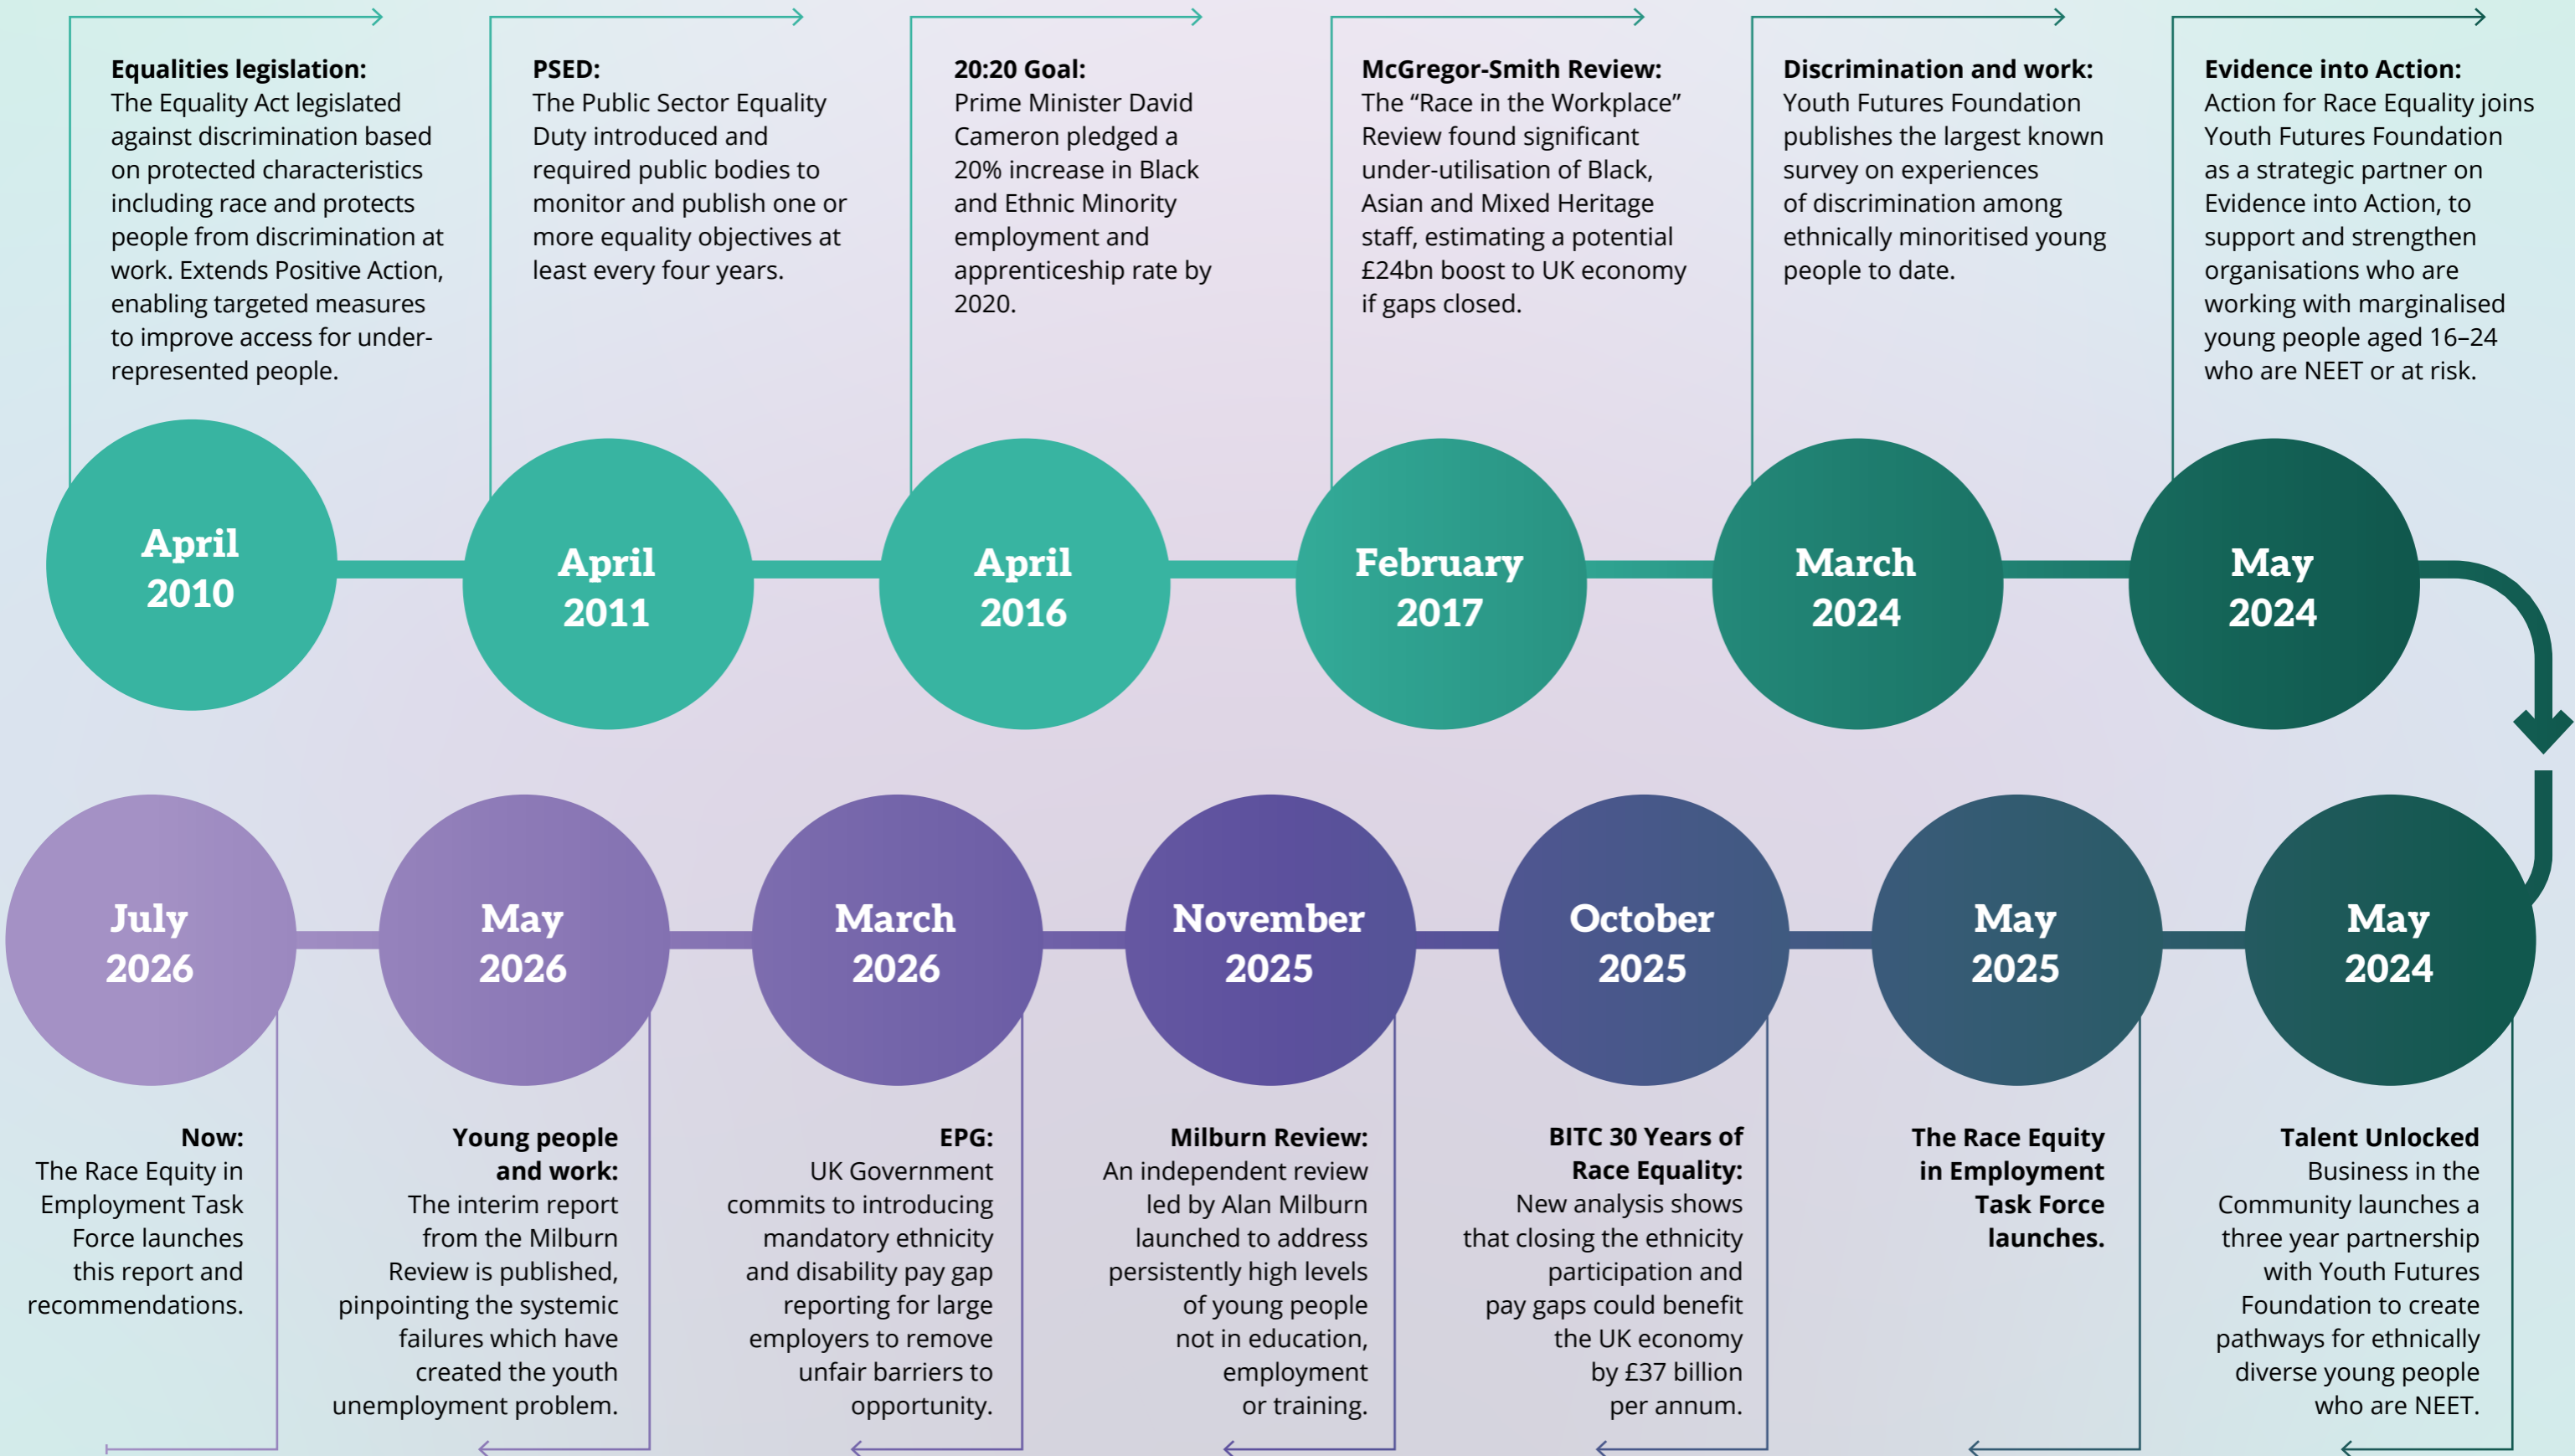 Equalities legislation:
The Equality Act legislated
against discrimination based
on protected characteristics
including race and protects
people from discrimination at
work. Extends Positive Action,
enabling targeted measures
to improve access for under-
represented people.
April
2010
PSED:
The Public Sector Equality
Duty introduced and
required public bodies to
monitor and publish one or
more equality objectives at
least every four years.
April
2011
20:20 Goal:
Prime Minister David
Cameron pledged a
20% increase in Black
and Ethnic Minority
employment and
apprenticeship rate by
2020.
April
2016
McGregor-Smith Review:
The “Race in the Workplace”
Review found significant
under-utilisation of Black,
Asian and Mixed Heritage
staff, estimating a potential
£24bn boost to UK economy
if gaps closed.
February
2017
Discrimination and work:
Youth Futures Foundation
publishes the largest known
survey on experiences
of discrimination among
ethnically minoritised young
people to date.
March
2024
Evidence into Action:
Action for Race Equality joins
Youth Futures Foundation
as a strategic partner on
Evidence into Action, to
support and strengthen
organisations who are
working with marginalised
young people aged 16–24
who are NEET or at risk.
May
2024
May
2024
Talent Unlocked
Business in the
Community launches a
three year partnership
with Youth Futures
Foundation to create
pathways for ethnically
diverse young people
who are NEET.
May
2025
The Race Equity
in Employment
Task Force
launches.
October
2025
BITC 30 Years of
Race Equality:
New analysis shows
that closing the ethnicity
participation and
pay gaps could benefit
the UK economy
by £37 billion
per annum.
November
2025
Milburn Review:
An independent review
led by Alan Milburn
launched to address
persistently high levels
of young people
not in education,
employment
or training.
March
2026
EPG:
UK Government
commits to introducing
mandatory ethnicity
and disability pay gap
reporting for large
employers to remove
unfair barriers to
opportunity.
May
2026
Young people
and work:
The interim report
from the Milburn
Review is published,
pinpointing the systemic
failures which have
created the youth
unemployment problem.
July
2026
Now:
The Race Equity in
Employment Task
Force launches
this report and
recommendations.